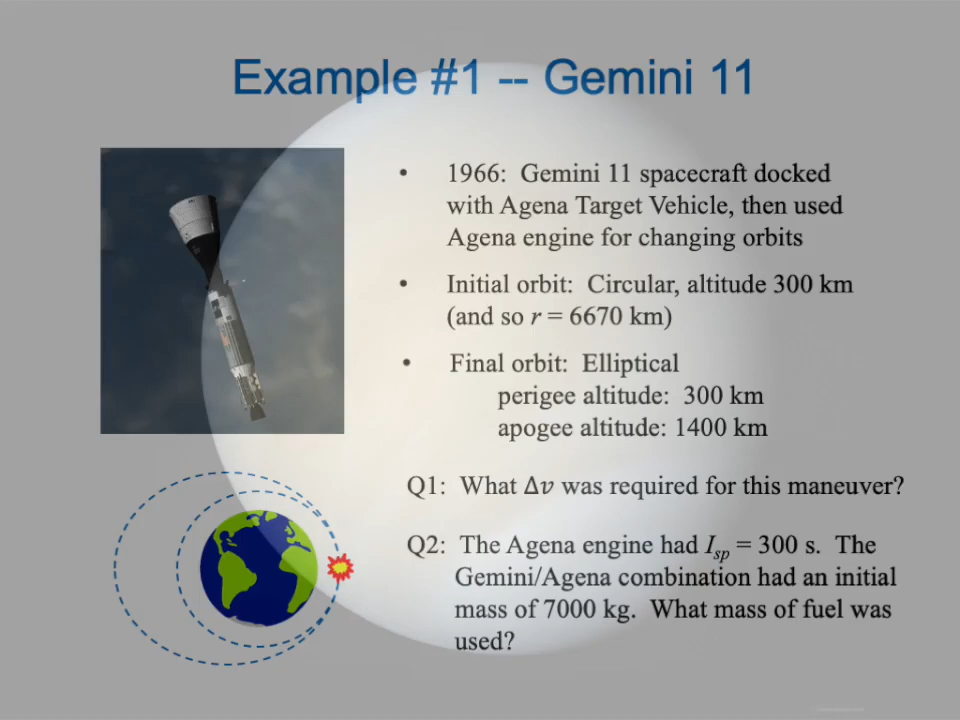 Example #1 -- Gemini 11
• 1966: Gemini 11 spacecraft docked
with Agena Target Vehicle, then used
Agena engine for changing orbits
• Initial orbit: Circular, altitude 300 km
(and so r = 6670 km)
• Final orbit: Elliptical
perigee altitude: 300 km
apogee altitude: 1400 km
Q1: What Δv was required for this maneuver?
Q2: The Agena engine had Isp = 300 s. The
Gemini/Agena combination had an initial
mass of 7000 kg. What mass of fuel was
used?